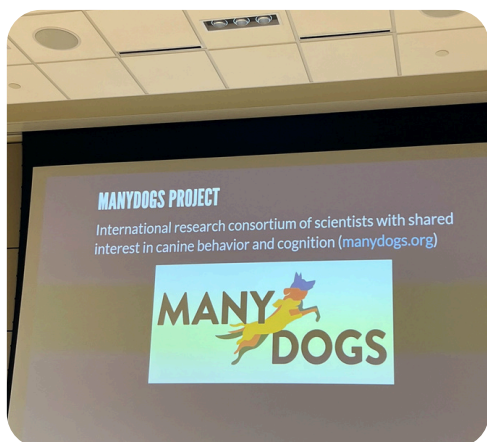 MANYDOGS PROJECT
International research consortium of scientists with shared
interest in canine behavior and cognition (manydogs.org)
MANY
DOGS